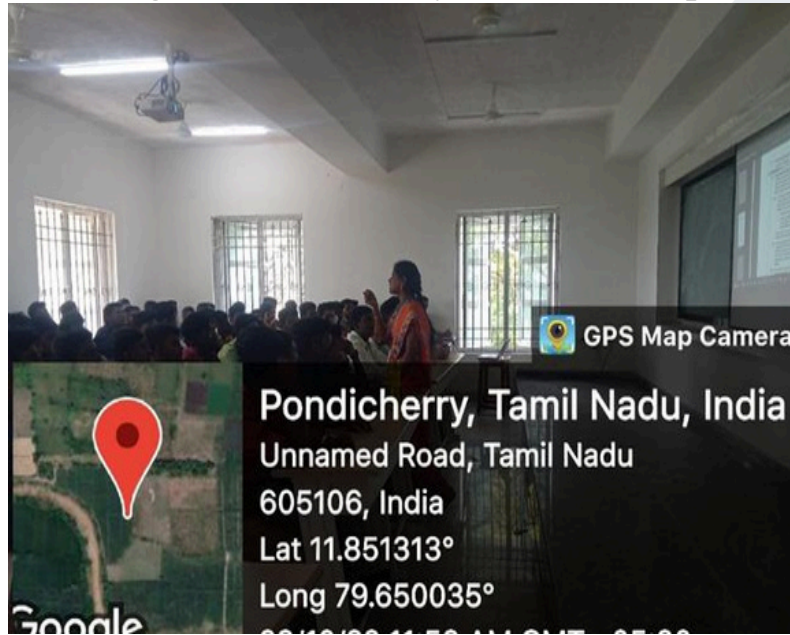 GPS Map Camera
Pondicherry, Tamil Nadu, India
Unnamed Road, Tamil Nadu
605106, India
Lat 11.851313°
Long 79.650035°
Google